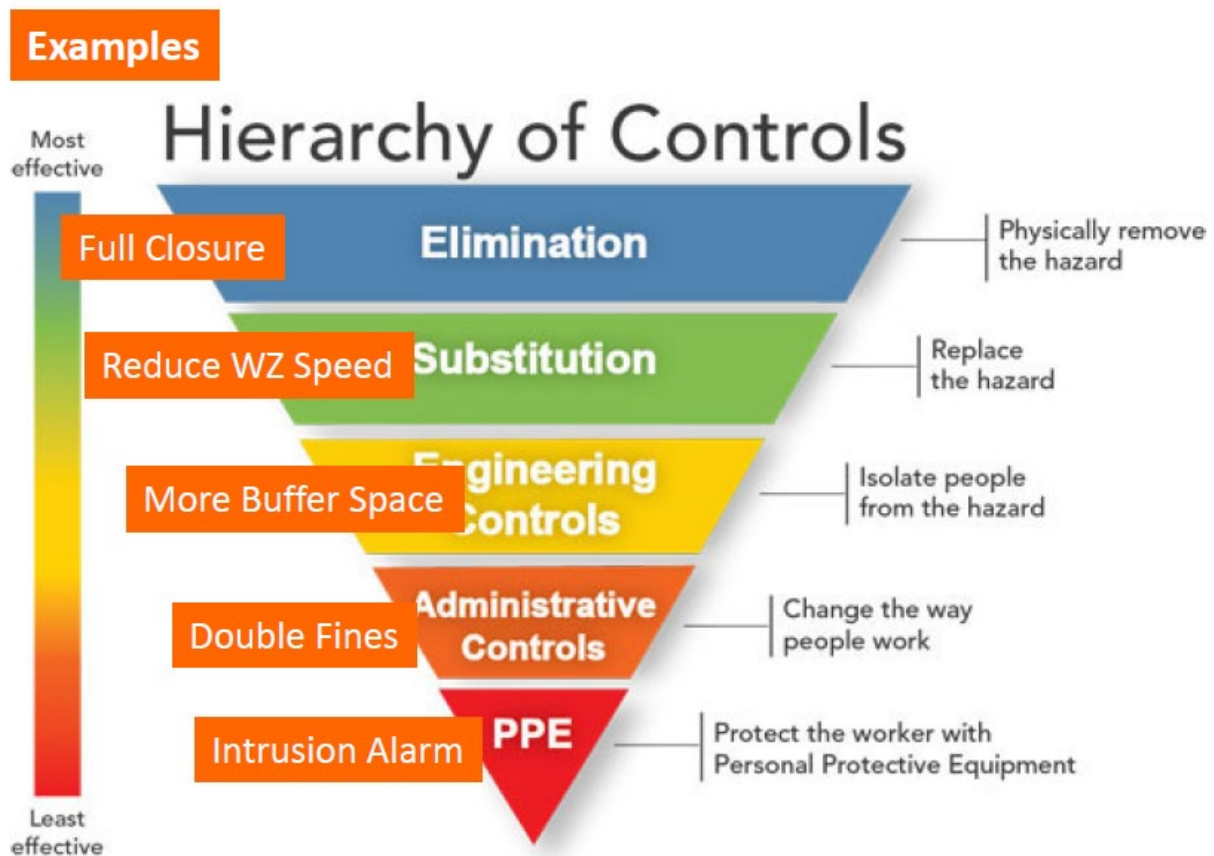 Examples
Hierarchy of Controls
Most
effective
Full Closure
Elimination
Physically remove
the hazard
Reduce WZ Speed
Substitution
Replace
the hazard
More Buffer Space
Engineering
Controls
Isolate people
from the hazard
Double Fines
Administrative
Controls
Change the way
people work
Intrusion Alarm
PPE
Protect the worker with
Personal Protective Equipment
Least
effective